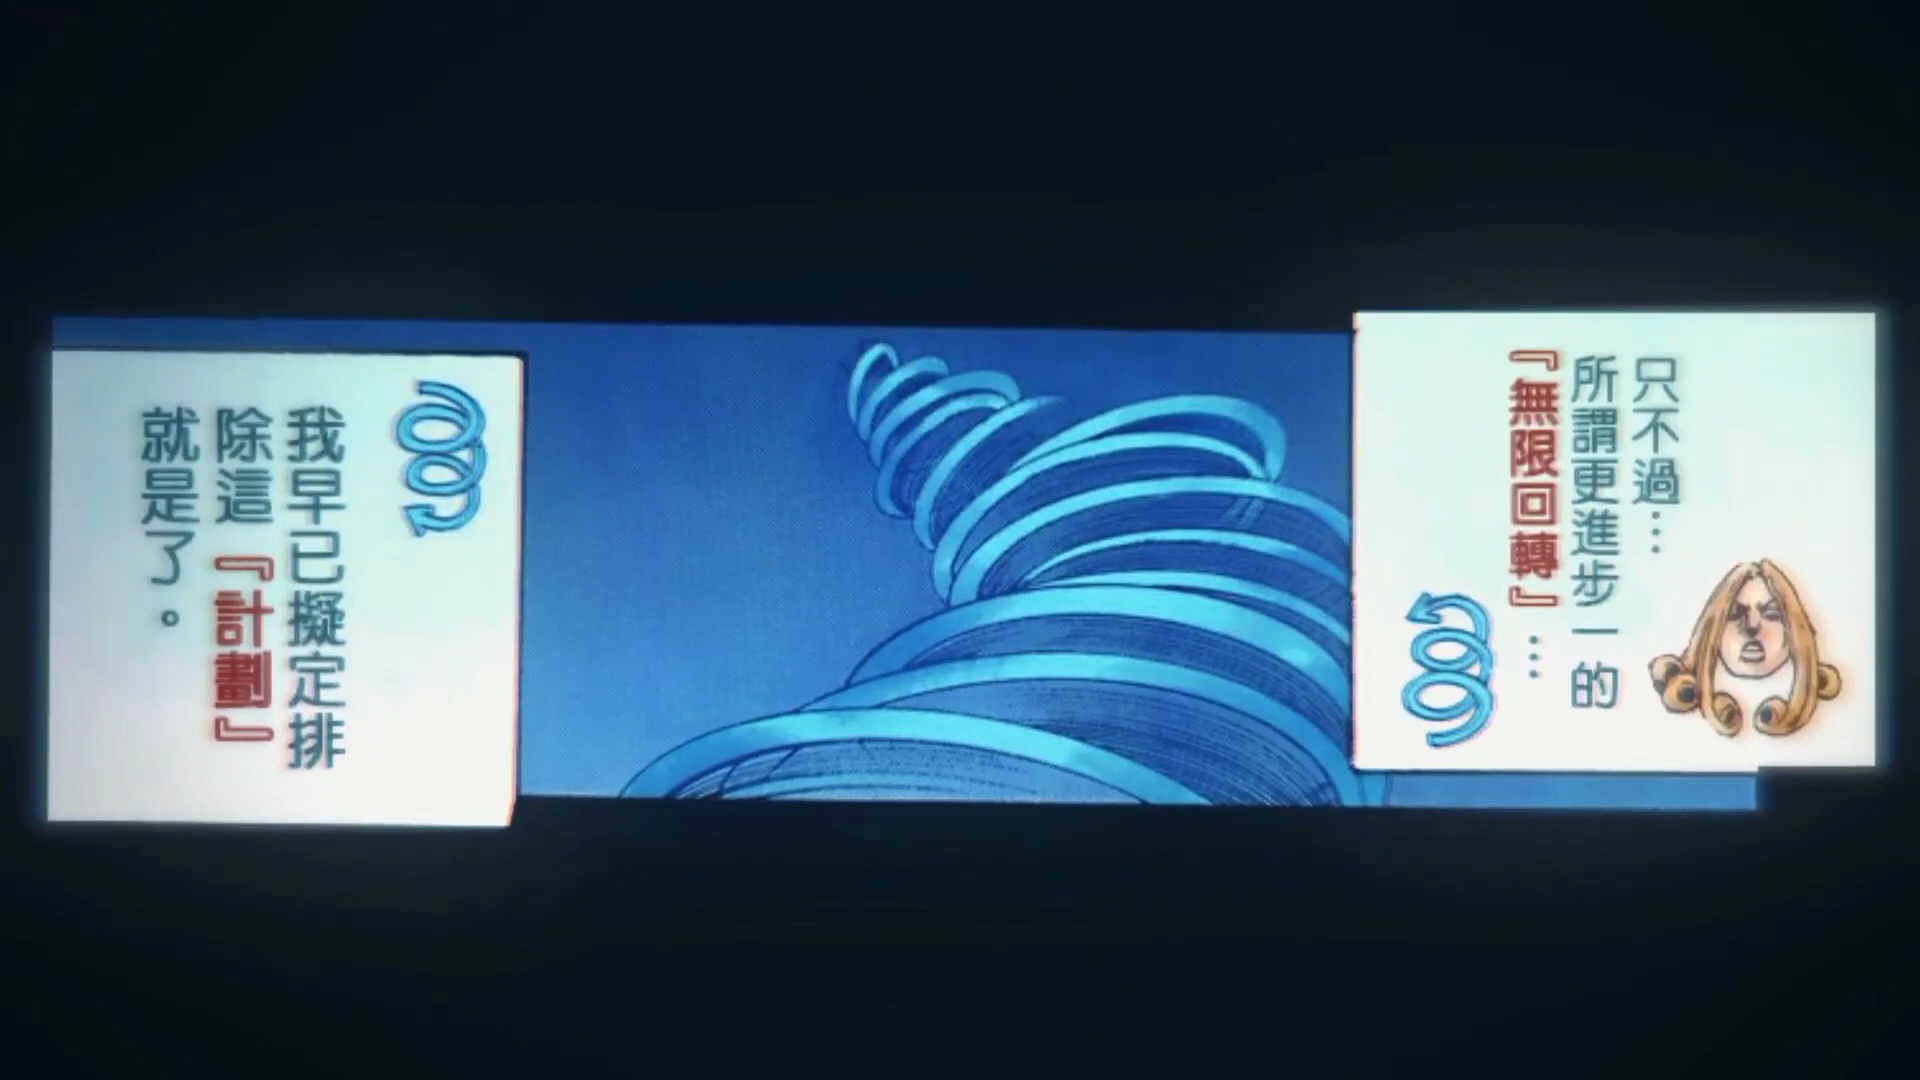 只不過…
所謂更進步一的
『無限回轉』…
我早已擬定排
除這『計劃』
就是了。